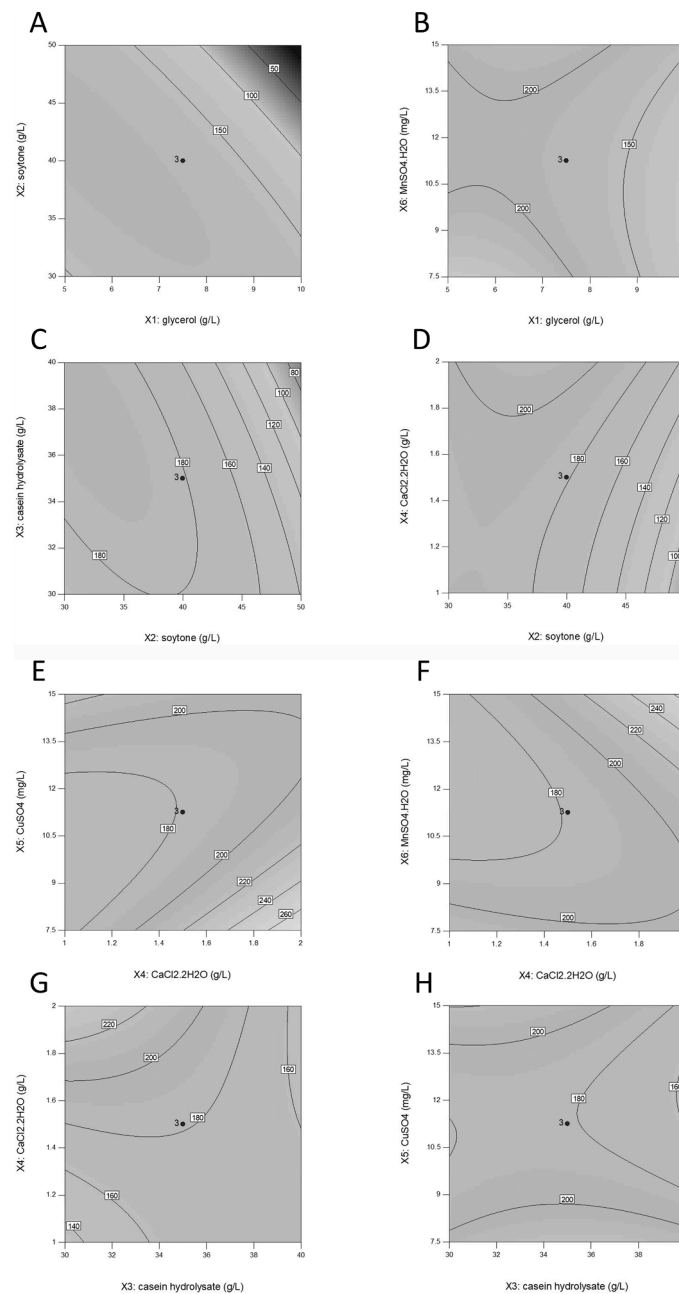 A
50
45
40
35
30
X2: soytone (g/L)
50
100
150
3
5 6 7 8 9 10
X1: glycerol (g/L)
B
15
13.5
12
10.5
9
7.5
X6: MnSO4.H2O (mg/L)
200
150
3
200
5 6 7 8 9
X1: glycerol (g/L)
C
40
38
36
34
32
30
X3: casein hydrolysate (g/L)
80
100
120
180 160 140
3
180
30 35 40 45 50
X2: soytone (g/L)
D
2
1.8
1.6
1.4
1.2
1
X4: CaCl2.2H2O (g/L)
200
180 160
3
140
120
30 35 40 45
X2: soytone (g/L)
E
15
13.5
12
10.5
9
7.5
X5: CuSO4 (mg/L)
200
3
180
200
220
240
260
1 1.2 1.4 1.6 1.8 2
X4: CaCl2.2H2O (g/L)
F
15
13.5
12
10.5
9
7.5
X6: MnSO4.H2O (mg/L)
240
220
200
180
3
200
1 1.2 1.4 1.6 1.8
X4: CaCl2.2H2O (g/L)
G
2
1.8
1.6
1.4
1.2
1
X4: CaCl2.2H2O (g/L)
220
200
160
3 180
160
140
30 32 34 36 38 40
X3: casein hydrolysate (g/L)
H
15
13.5
12
10.5
9
7.5
X5: CuSO4 (mg/L)
200
180
3
200
30 32 34 36 38
X3: casein hydrolysate (g/L)